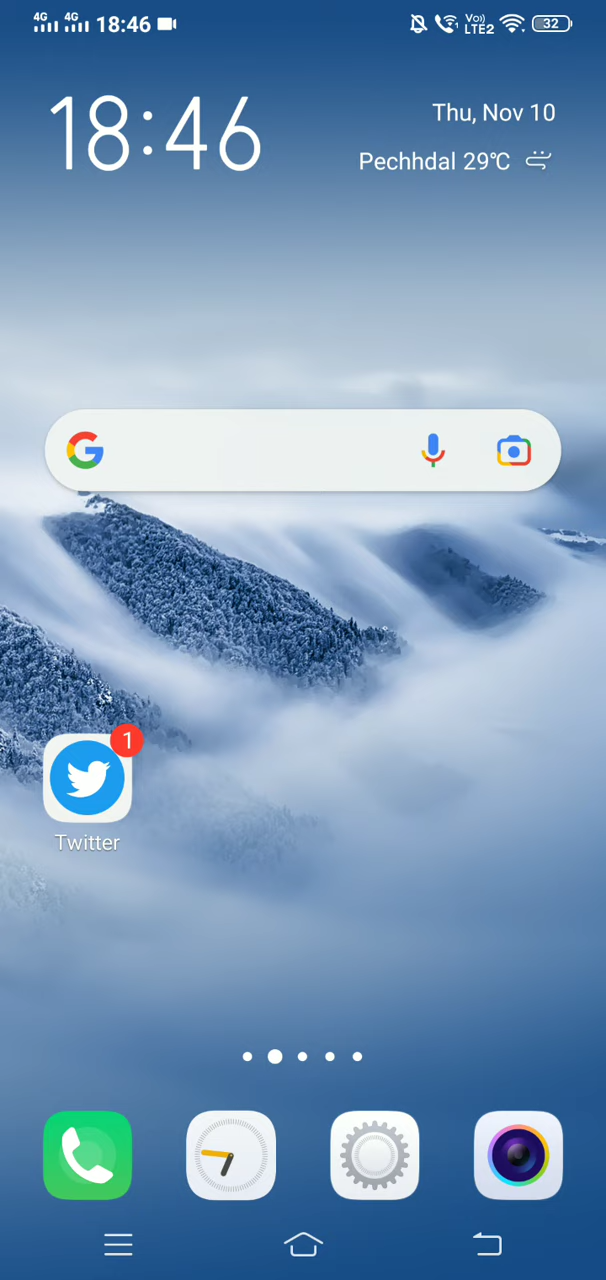 4G 4G 18:46 Vo) LTE2 32
18:46
Thu, Nov 10
Pechhdal 29℃
1
Twitter